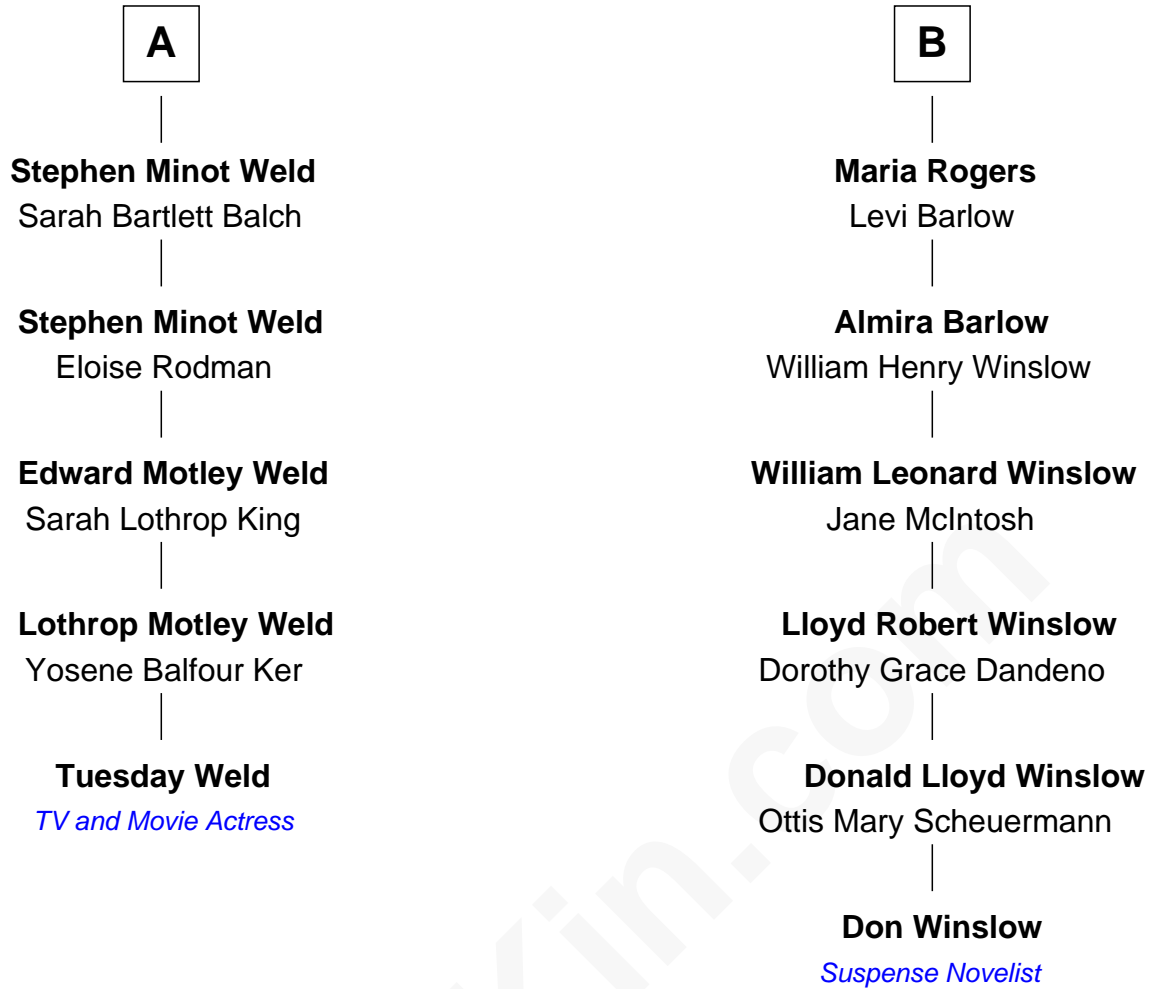 A
Stephen Minot Weld
Sarah Bartlett Balch
Stephen Minot Weld
Eloise Rodman
Edward Motley Weld
Sarah Lothrop King
Lothrop Motley Weld
Yosene Balfour Ker
Tuesday Weld
TV and Movie Actress
B
Maria Rogers
Levi Barlow
Almira Barlow
William Henry Winslow
William Leonard Winslow
Jane McIntosh
Lloyd Robert Winslow
Dorothy Grace Dandeno
Donald Lloyd Winslow
Ottis Mary Scheuermann
Don Winslow
Suspense Novelist
Kin.com